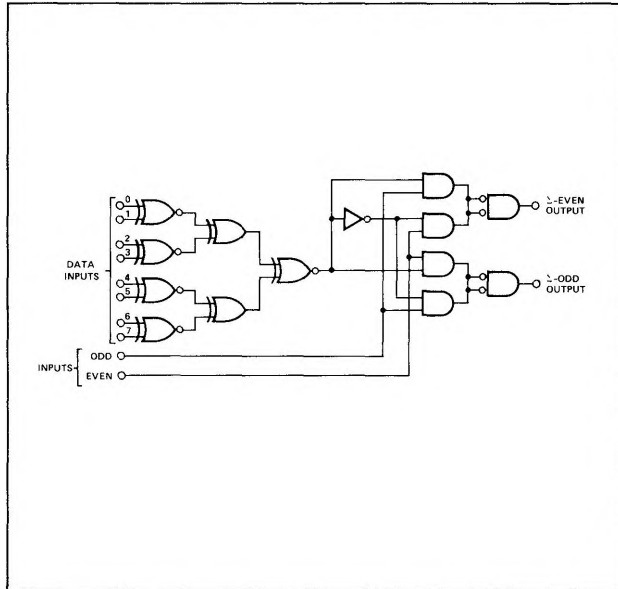 0
1
2
3
DATA
INPUTS
4
5
6
7
INPUTS
ODD
EVEN
Σ-EVEN
OUTPUT
Σ-ODD
OUTPUT